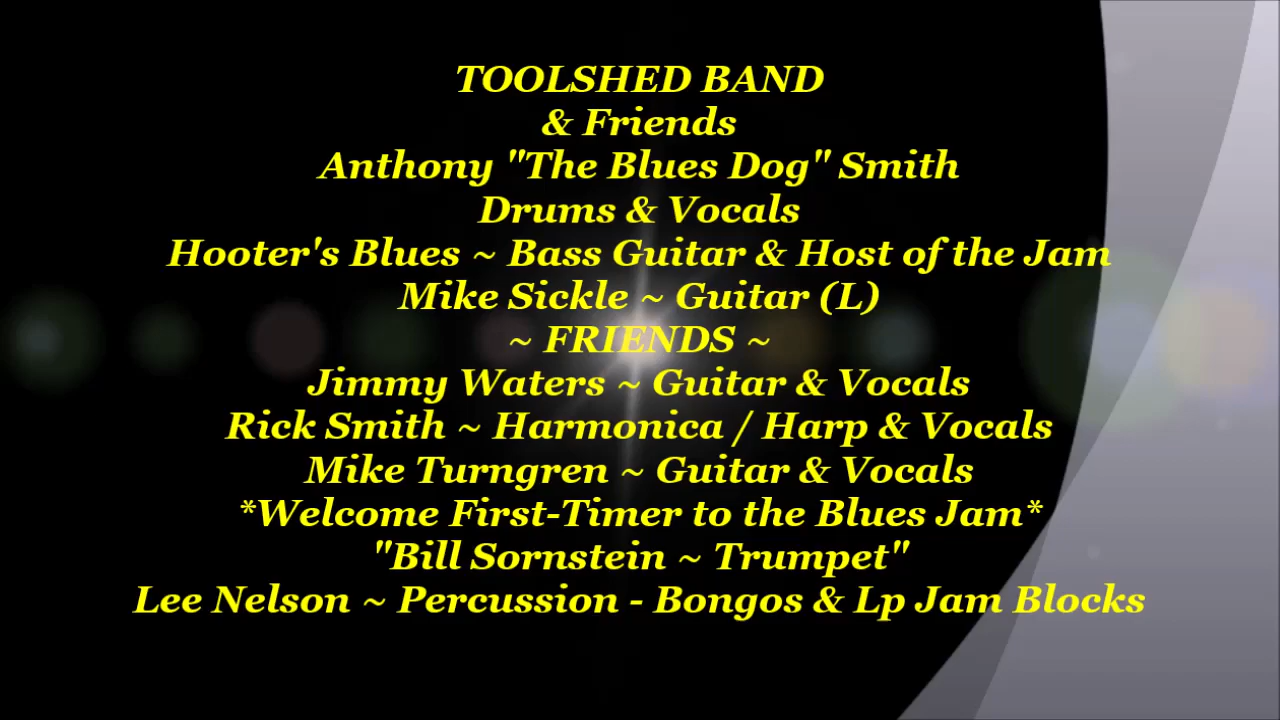 TOOLSHED BAND
& Friends
Anthony "The Blues Dog" Smith
Drums & Vocals
Hooter's Blues ~ Bass Guitar & Host of the Jam
Mike Sickle ~ Guitar (L)
~ FRIENDS ~
Jimmy Waters ~ Guitar & Vocals
Rick Smith ~ Harmonica / Harp & Vocals
Mike Turngren ~ Guitar & Vocals
*Welcome First-Timer to the Blues Jam*
"Bill Sornstein ~ Trumpet"
Lee Nelson ~ Percussion - Bongos & Lp Jam Blocks